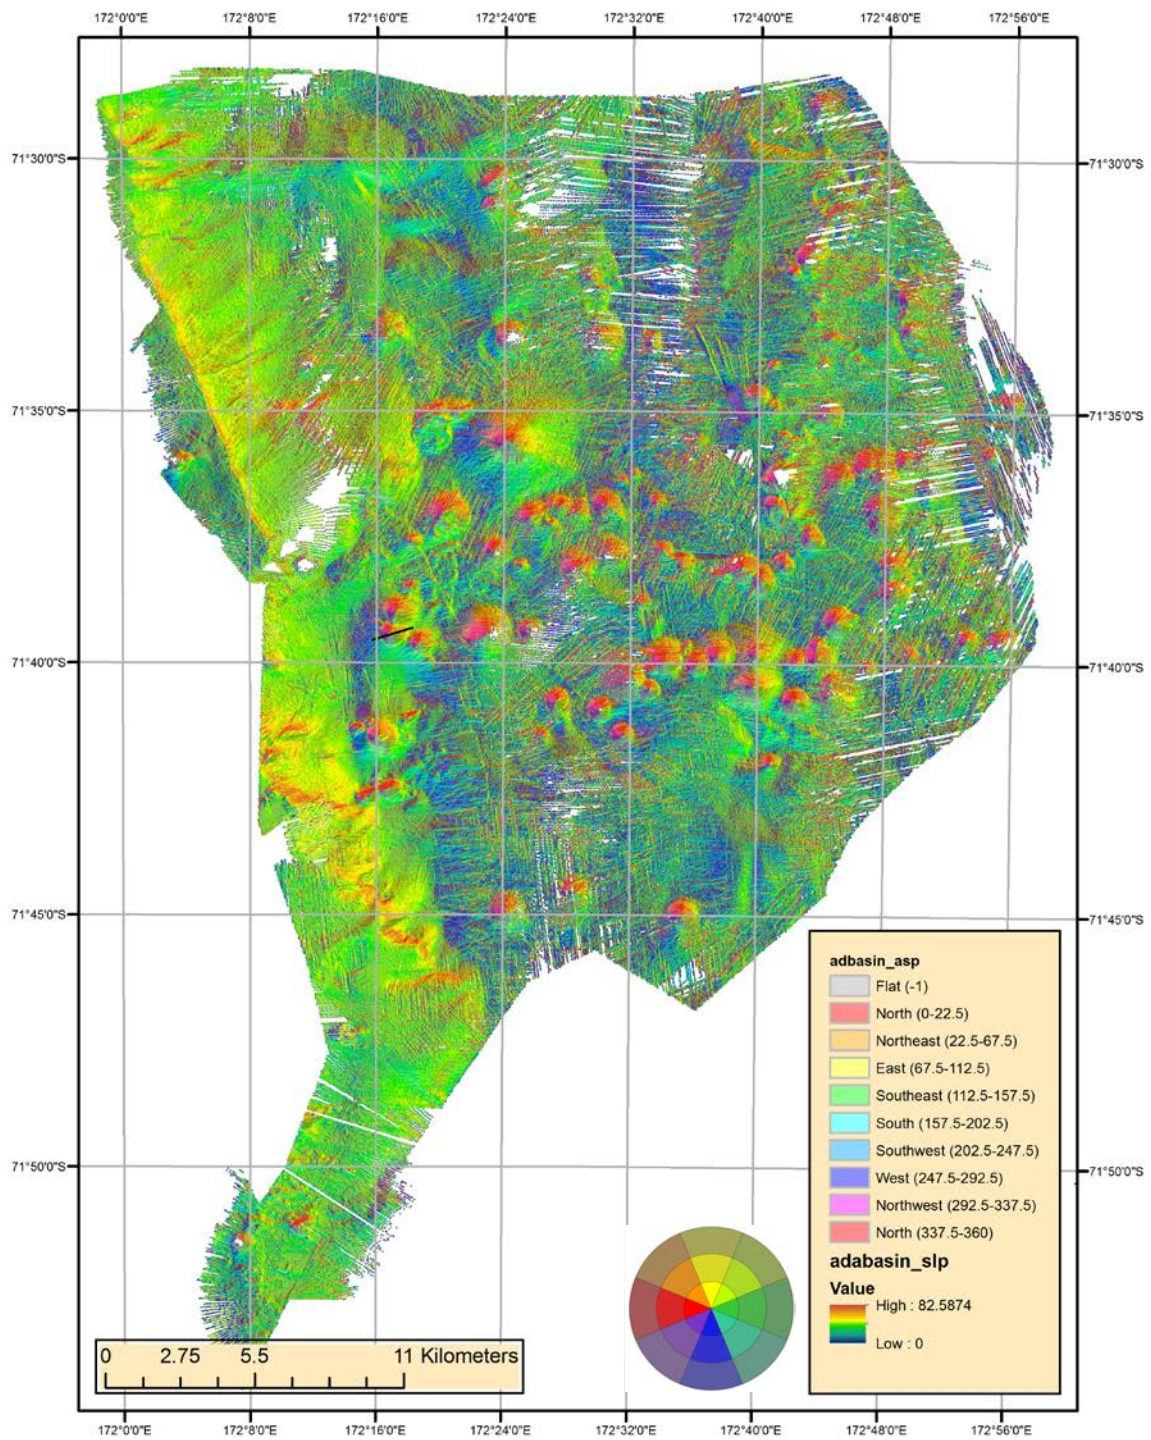 172°0'0"E 172°8'0"E 172°16'0"E 172°24'0"E 172°32'0"E 172°40'0"E 172°48'0"E 172°56'0"E
71°30'0"S 71°30'0"S
71°35'0"S 71°35'0"S
71°40'0"S 71°40'0"S
71°45'0"S 71°45'0"S
adbasin_asp
Flat (-1)
North (0-22.5)
Northeast (22.5-67.5)
East (67.5-112.5)
Southeast (112.5-157.5)
South (157.5-202.5)
Southwest (202.5-247.5)
West (247.5-292.5)
Northwest (292.5-337.5)
North (337.5-360)
71°50'0"S 71°50'0"S
adabasin_slp
Value
High : 82.5874
Low : 0
0 2.75 5.5 11 Kilometers
172°0'0"E 172°8'0"E 172°16'0"E 172°24'0"E 172°32'0"E 172°40'0"E 172°48'0"E 172°56'0"E